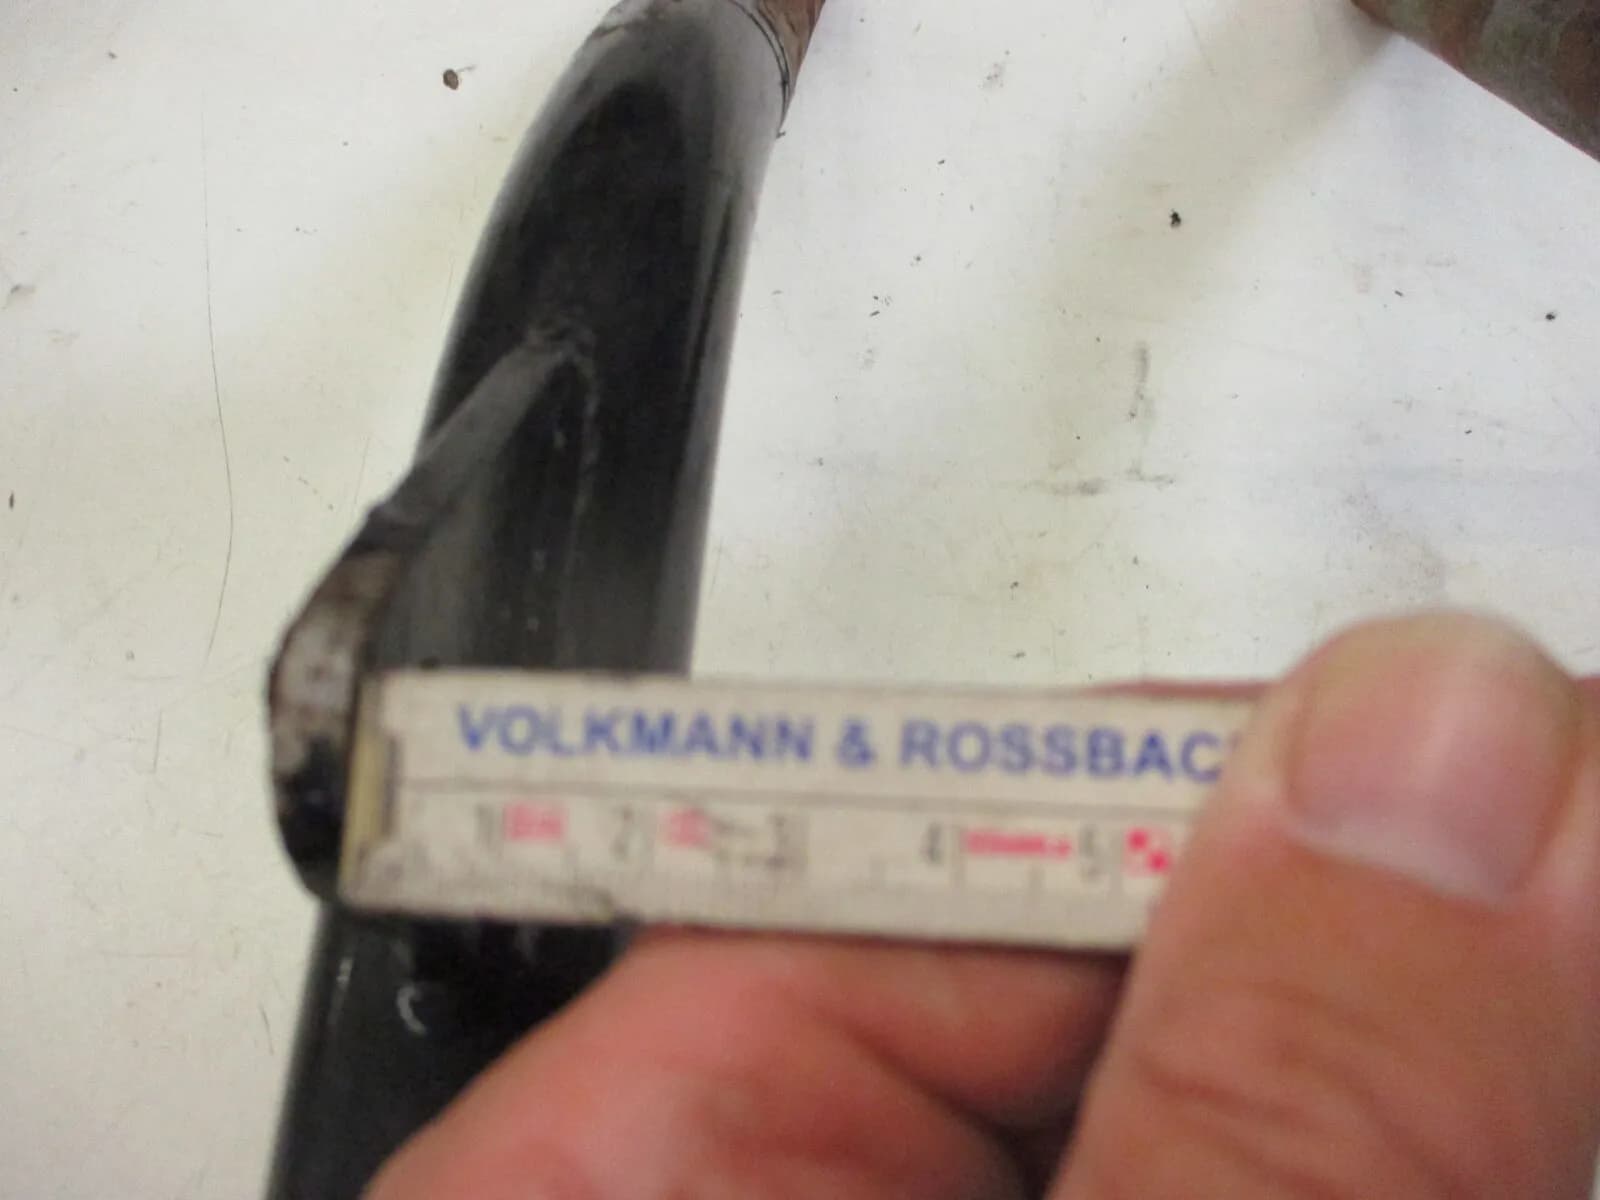 VOLKMANN & ROSSBAC
1 2 3 4 5